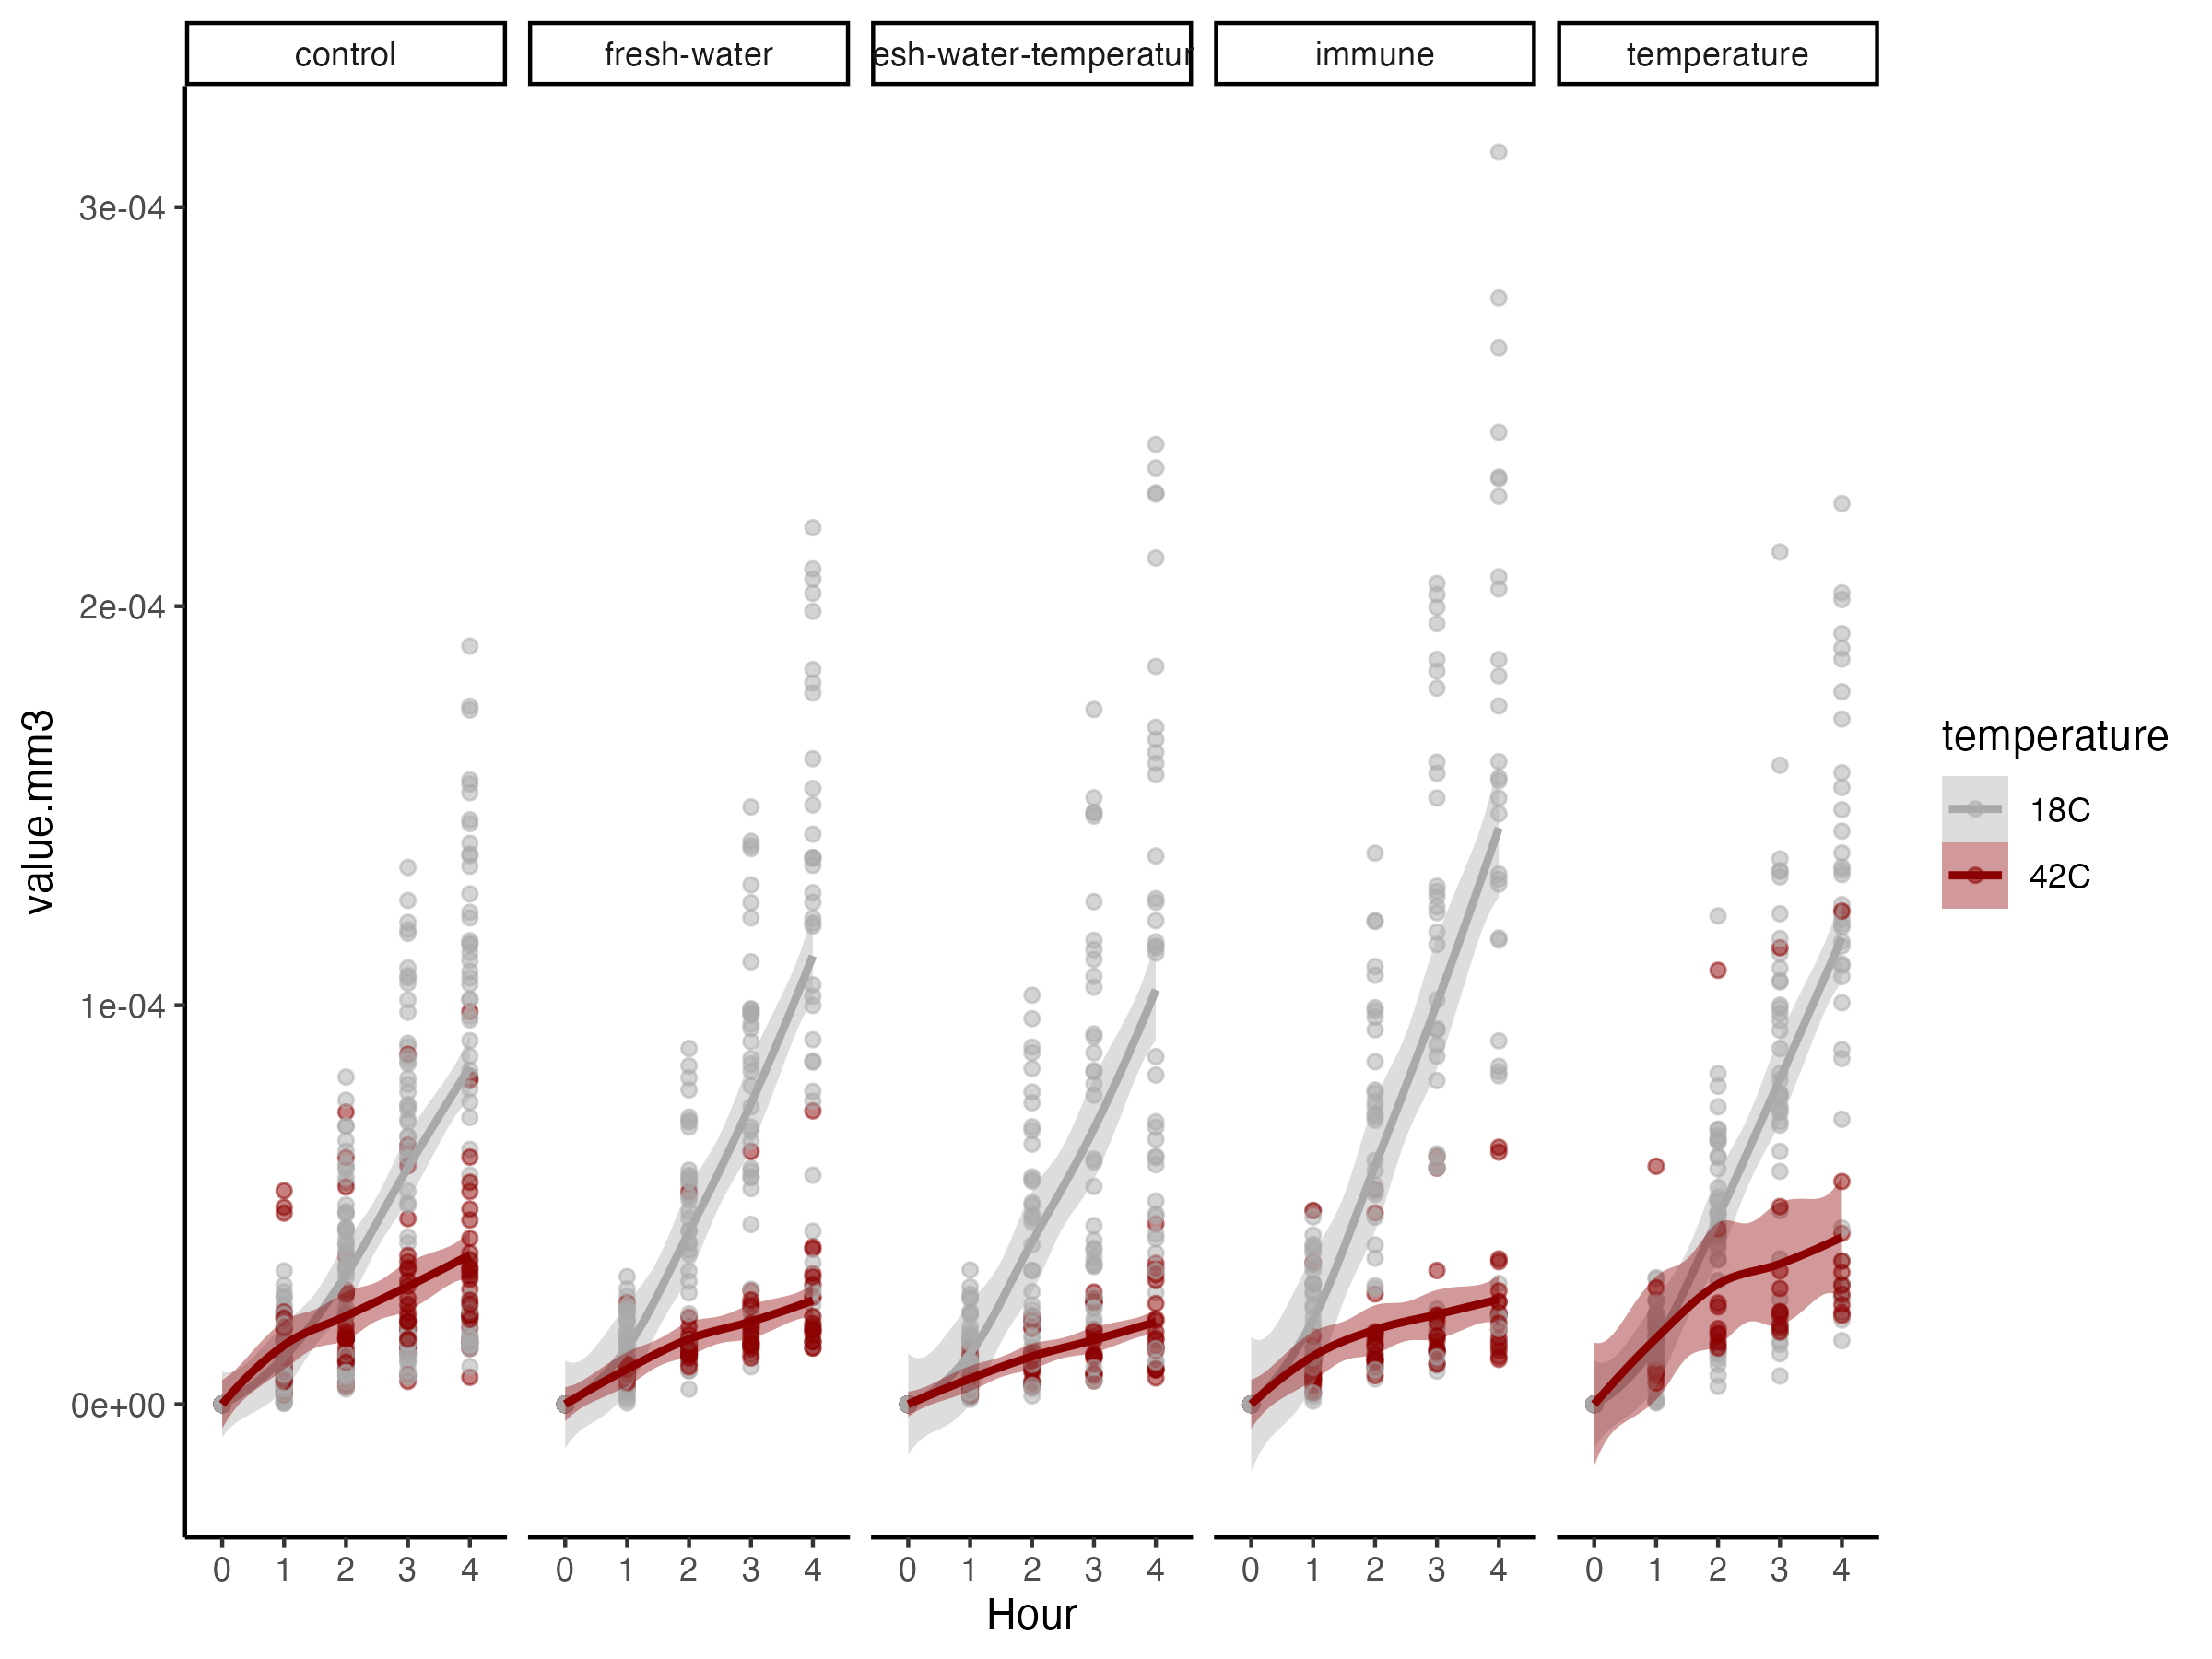 control fresh-water esh-water-temperatur immune temperature
3e-04
2e-04
1e-04
0e+00
value.mm3
0 1 2 3 4 0 1 2 3 4 0 1 2 3 4 0 1 2 3 4 0 1 2 3 4
Hour
temperature
18C
42C